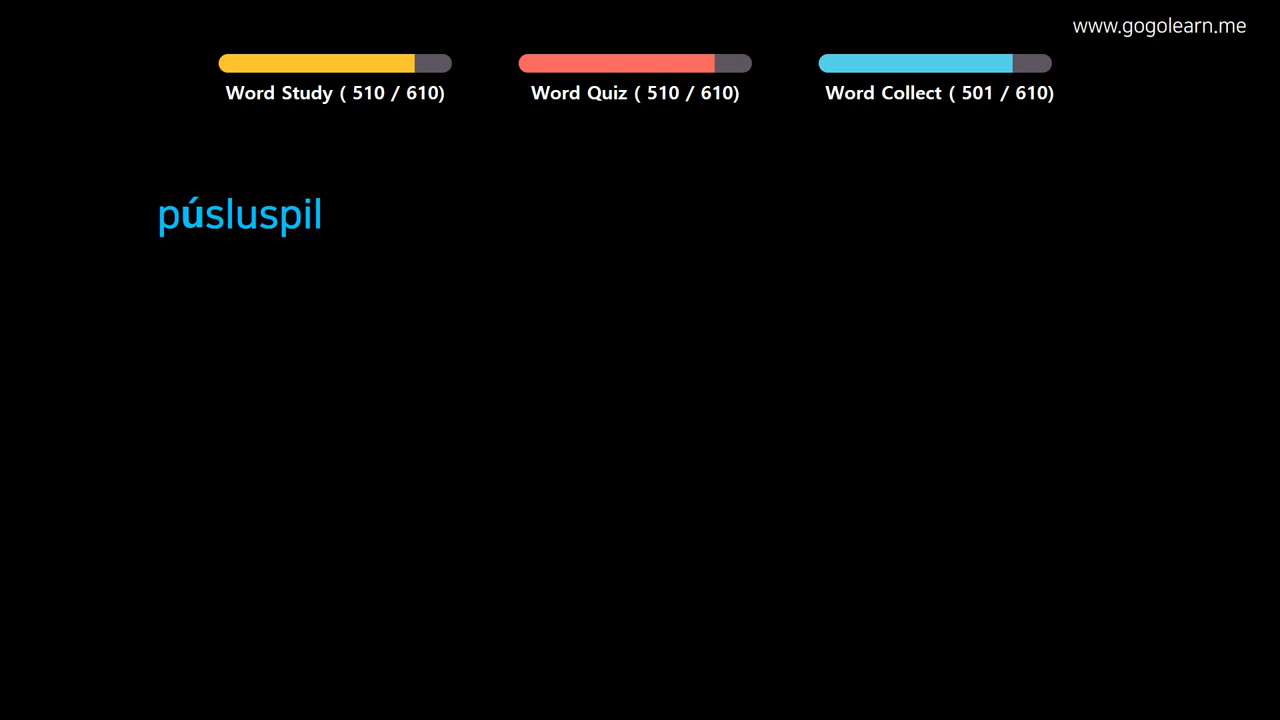 www.gogolearn.me
Word Study ( 510 / 610)
Word Quiz ( 510 / 610)
Word Collect ( 501 / 610)
púsluspil